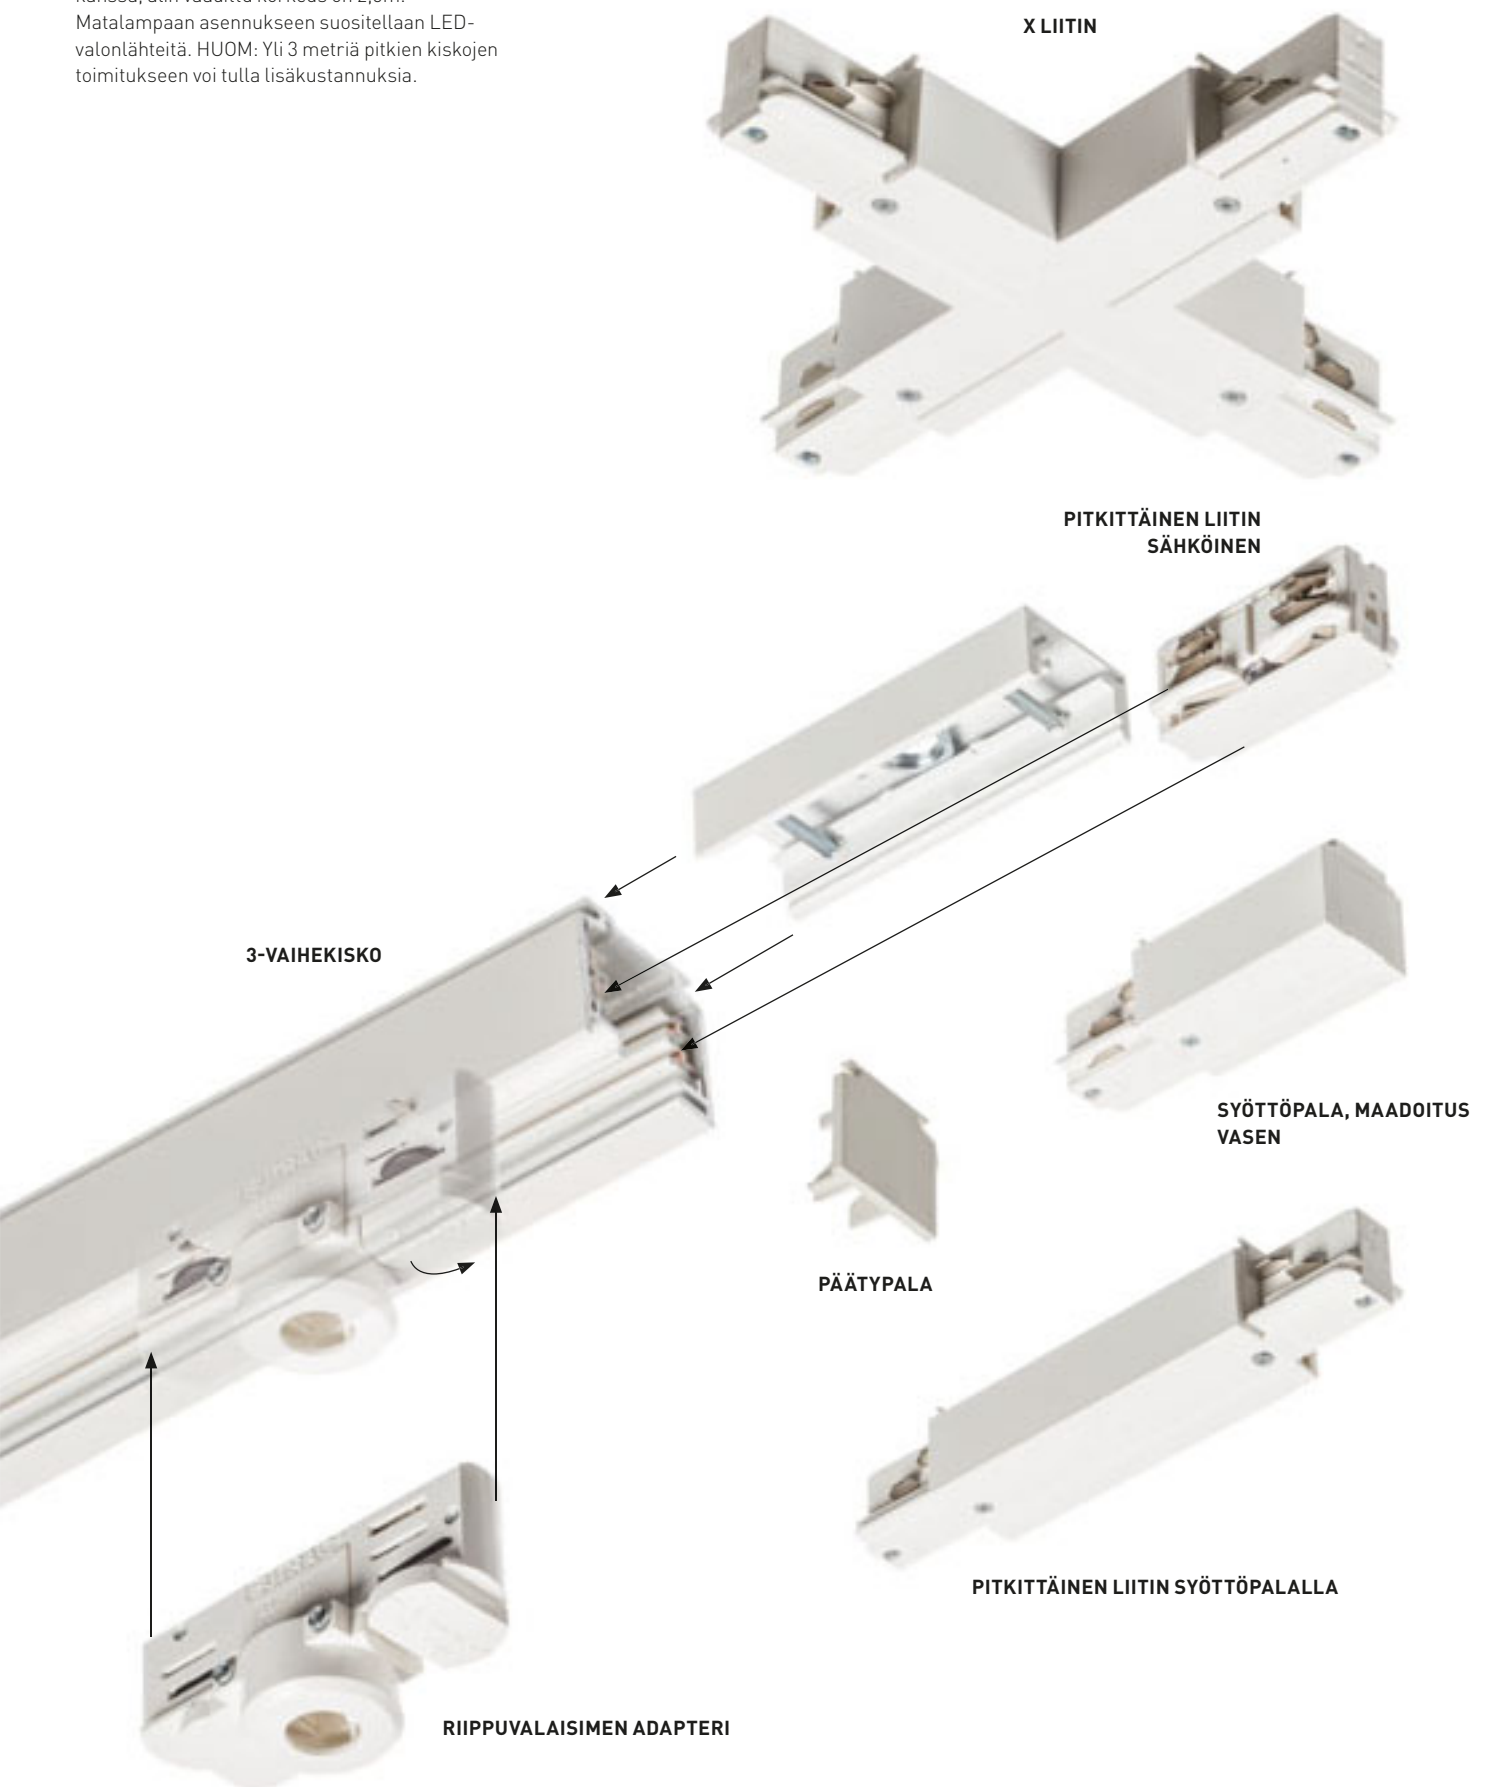 Matalampaan asennukseen suositellaan LED-
valonlähteitä. HUOM: Yli 3 metriä pitkien kiskojen
toimitukseen voi tulla lisäkustannuksia.
X LIITIN
PITKITTÄINEN LIITIN
SÄHKÖINEN
3-VAIHEKISKO
SYÖTTÖPALA, MAADOITUS
VASEN
PÄÄTYPALA
PITKITTÄINEN LIITIN SYÖTTÖPALALLA
RIIPPUVALAISIMEN ADAPTERI